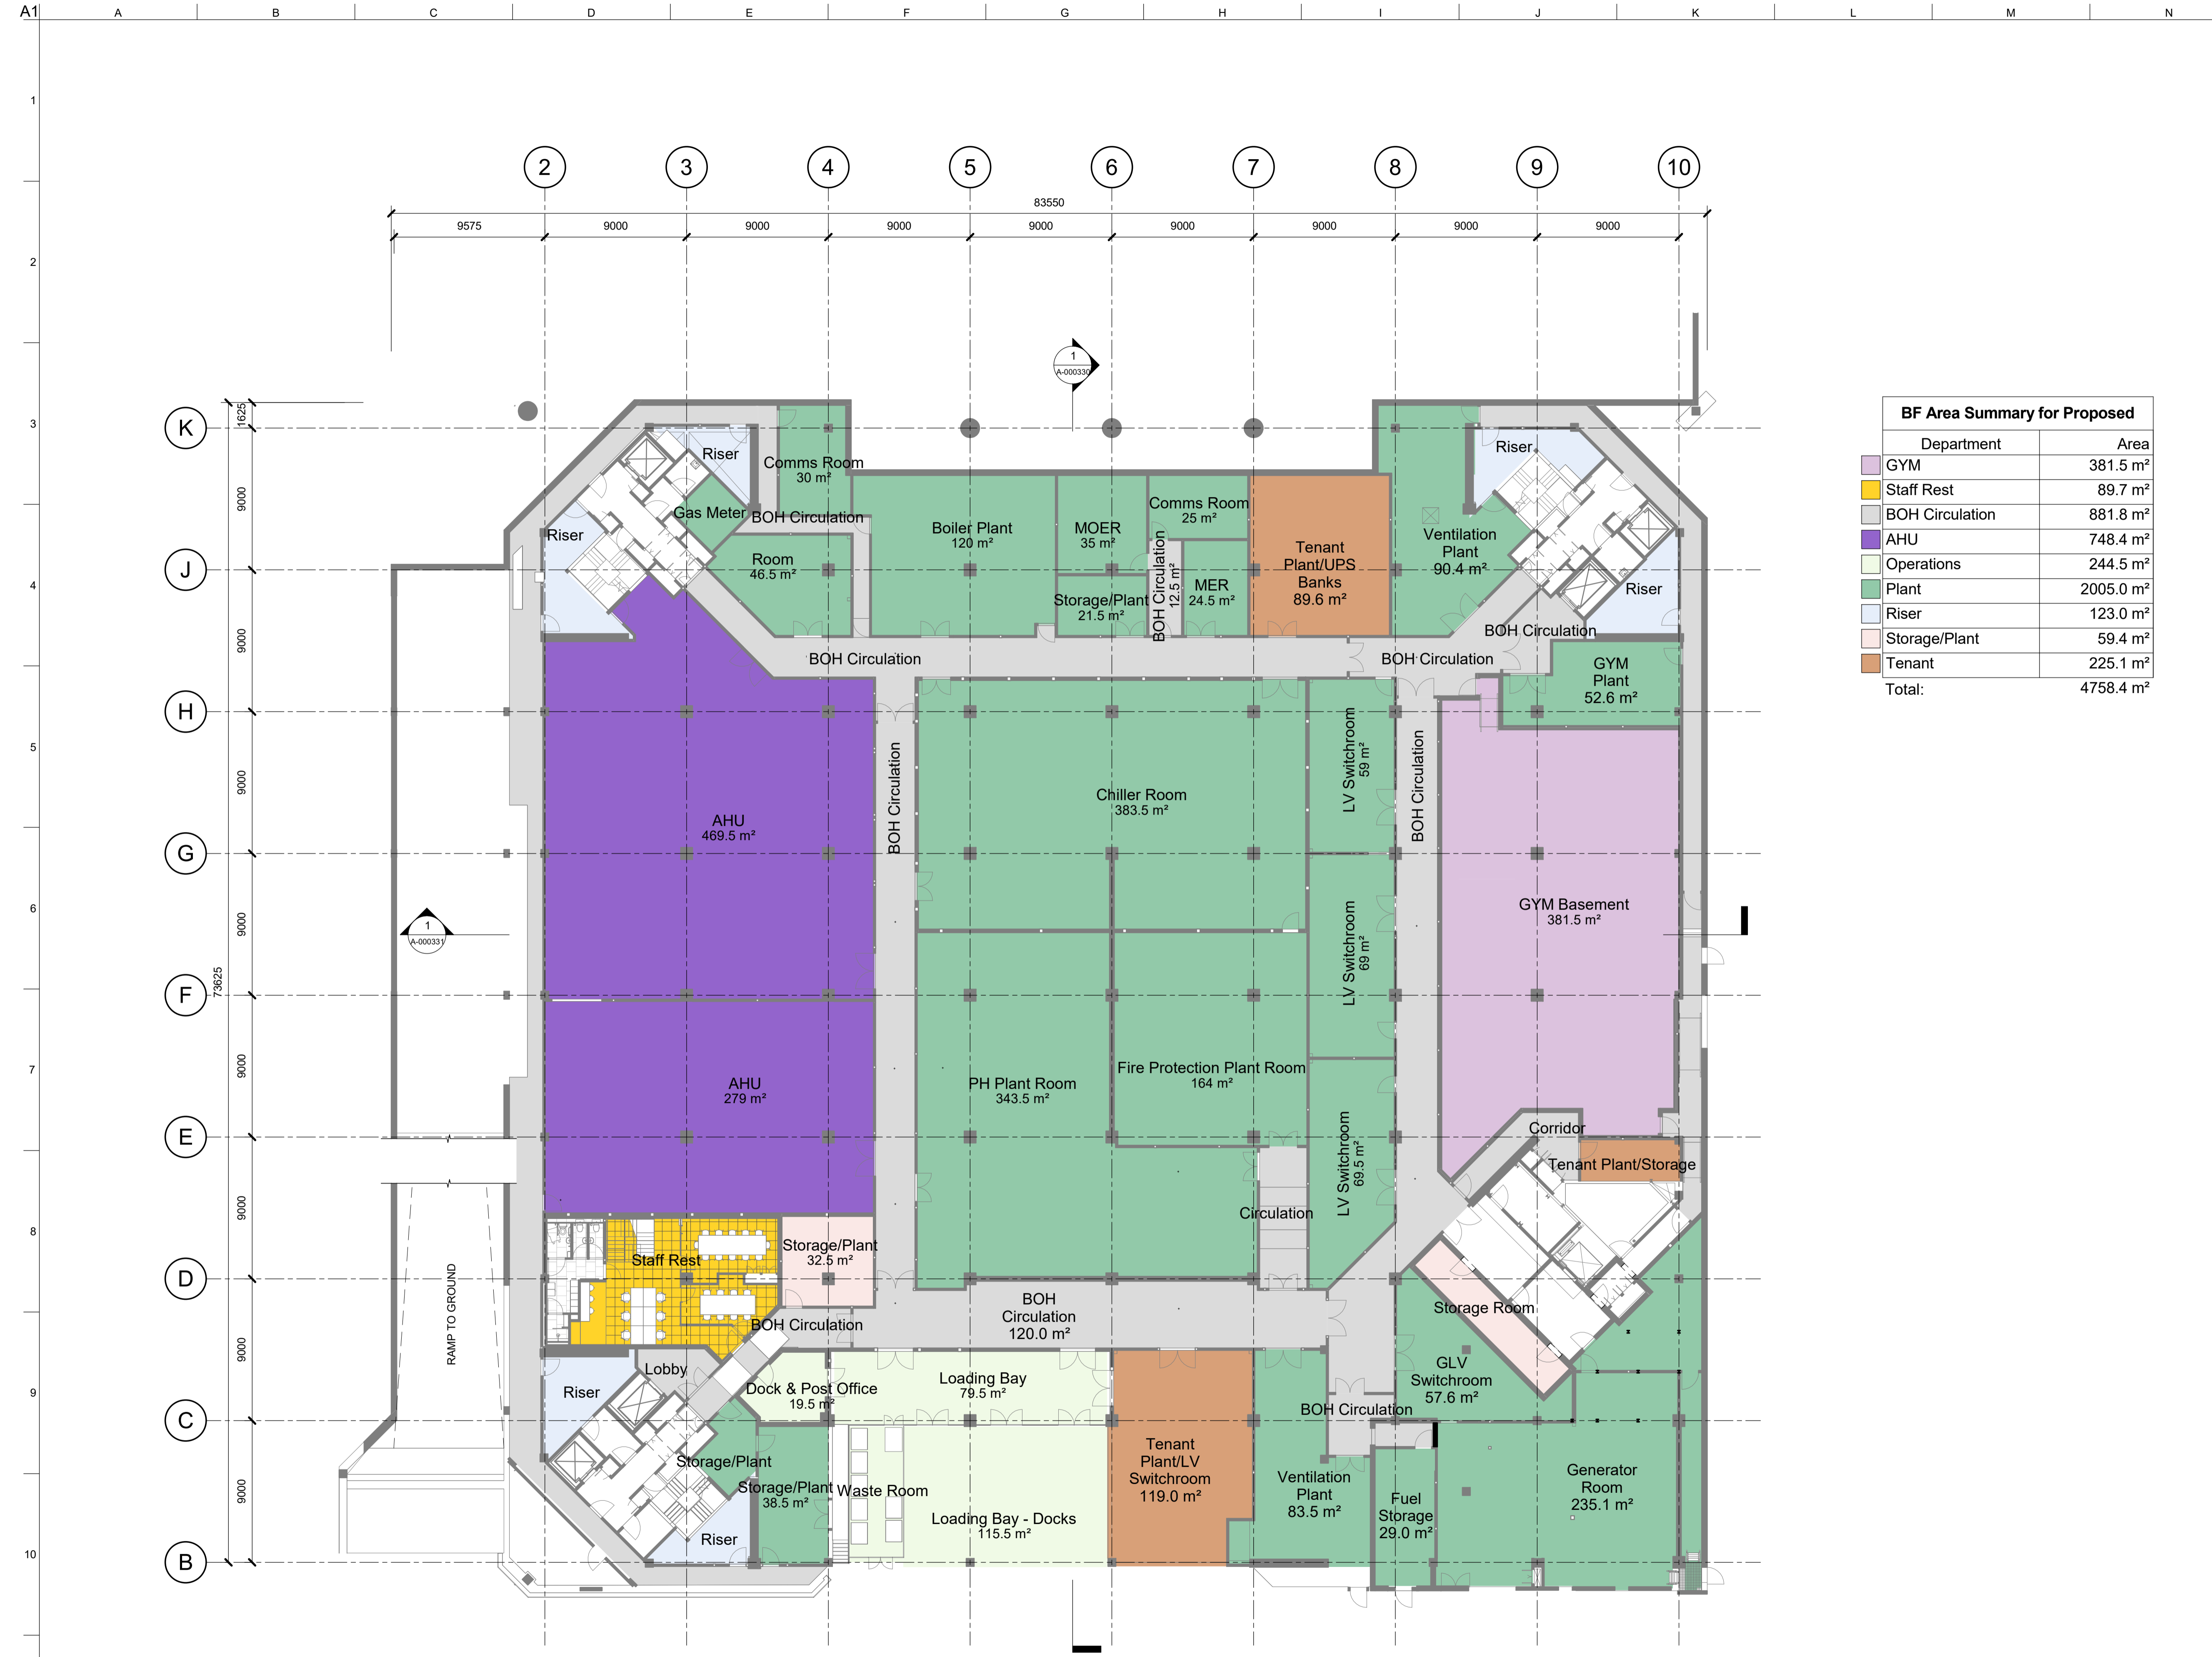 A1
A B C D E F G H I J K L M N
1
2
3
4
5
6
7
8
9
10
2 3 4 5 6 7 8 9 10
83550
9575 9000 9000 9000 9000 9000 9000 9000 9000
K
J
H
G
F
E
D
C
B
1625
9000
9000
9000
9000
9000
9000
9000
9000
73625
1
A-000330
1
A-000331
BF Area Summary for Proposed
Department Area
GYM 381.5 m²
Staff Rest 89.7 m²
BOH Circulation 881.8 m²
AHU 748.4 m²
Operations 244.5 m²
Plant 2005.0 m²
Riser 123.0 m²
Storage/Plant 59.4 m²
Tenant 225.1 m²
Total: 4758.4 m²
Riser
Comms Room
30 m²
Gas Meter
BOH Circulation
Riser
Room
46.5 m²
Boiler Plant
120 m²
MOER
35 m²
Comms Room
25 m²
Storage/Plant
21.5 m²
BOH Circulation
12.5 m²
MER
24.5 m²
Tenant
Plant/UPS
Banks
89.6 m²
Ventilation
Plant
90.4 m²
Riser
Riser
BOH Circulation
BOH Circulation
BOH Circulation
GYM
Plant
52.6 m²
AHU
469.5 m²
BOH Circulation
Chiller Room
383.5 m²
LV Switchroom
59 m²
BOH Circulation
GYM Basement
381.5 m²
LV Switchroom
69 m²
AHU
279 m²
PH Plant Room
343.5 m²
Fire Protection Plant Room
164 m²
LV Switchroom
69.5 m²
Corridor
Tenant Plant/Storage
Circulation
Staff Rest
Storage/Plant
32.5 m²
RAMP TO GROUND
BOH Circulation
BOH
Circulation
120.0 m²
Storage Room
Lobby
Riser
Dock & Post Office
19.5 m²
Loading Bay
79.5 m²
GLV
Switchroom
57.6 m²
BOH Circulation
Storage/Plant
Storage/Plant
38.5 m²
Waste Room
Loading Bay - Docks
115.5 m²
Tenant
Plant/LV
Switchroom
119.0 m²
Ventilation
Plant
83.5 m²
Fuel
Storage
29.0 m²
Generator
Room
235.1 m²
Riser